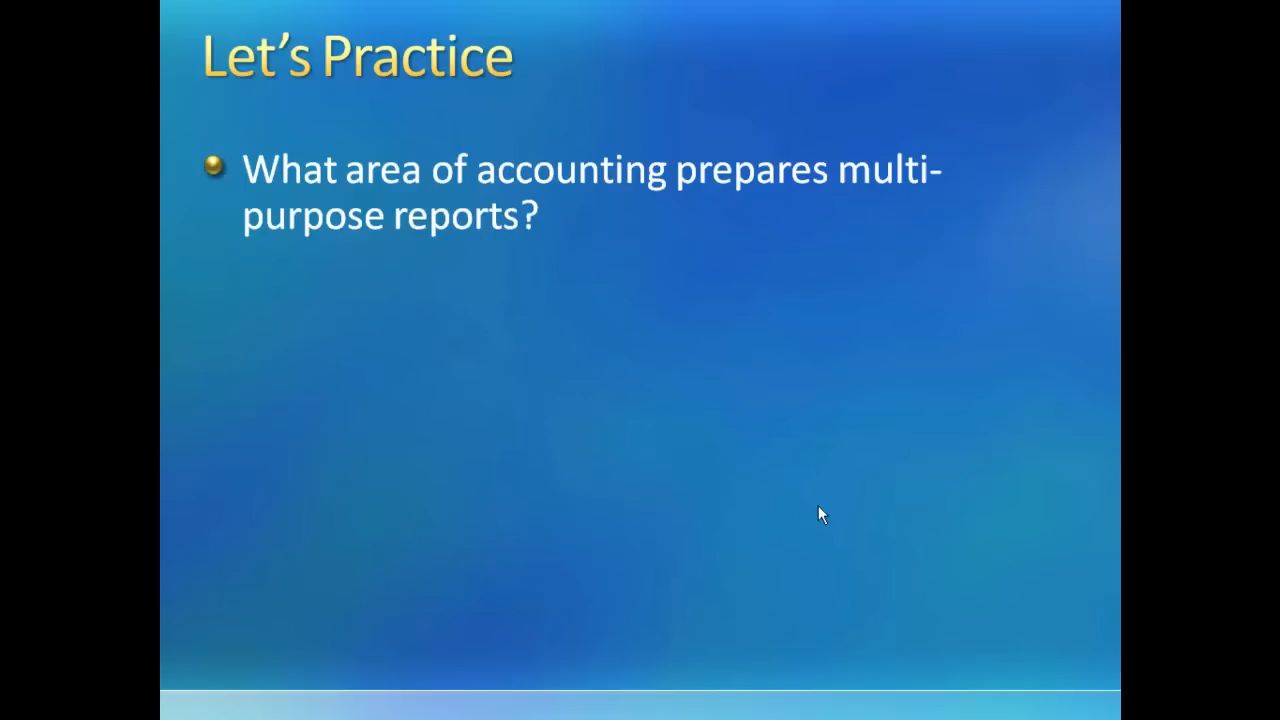 Let’s Practice
What area of accounting prepares multi-
purpose reports?